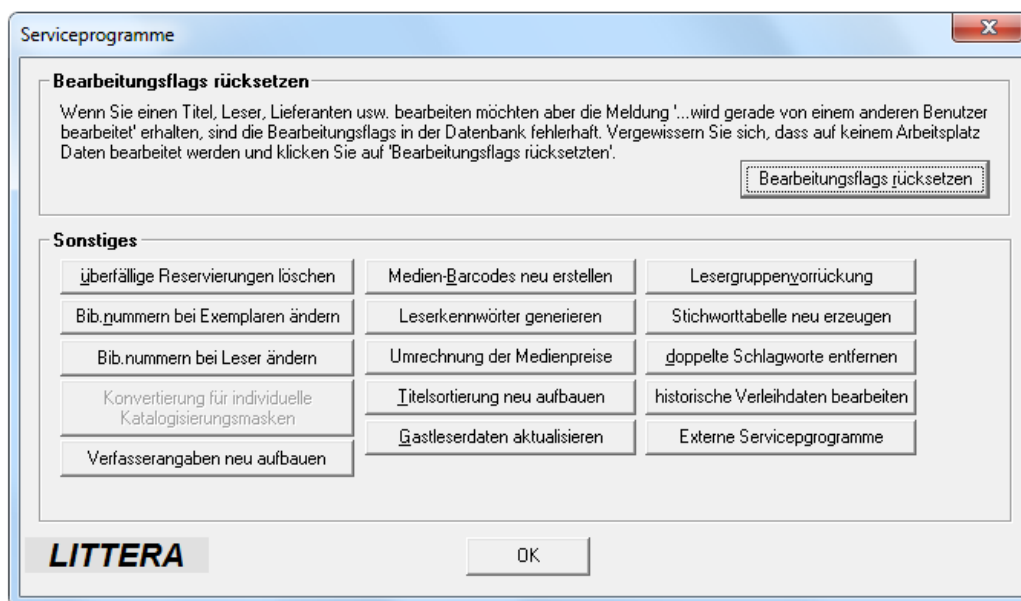 Serviceprogramme
Bearbeitungsflags rücksetzen
Wenn Sie einen Titel, Leser, Lieferanten usw. bearbeiten möchten aber die Meldung '...wird gerade von einem anderen Benutzer
bearbeitet' erhalten, sind die Bearbeitungsflags in der Datenbank fehlerhaft. Vergewissern Sie sich, dass auf keinem Arbeitsplatz
Daten bearbeitet werden und klicken Sie auf 'Bearbeitungsflags rücksetzten'.
Bearbeitungsflags rücksetzen
Sonstiges
überfällige Reservierungen löschen
Bib.nummern bei Exemplaren ändern
Bib.nummern bei Leser ändern
Konvertierung für individuelle
Katalogisierungsmasken
Verfasserangaben neu aufbauen
Medien-Barcodes neu erstellen
Leserkennwörter generieren
Umrechnung der Medienpreise
Titelsortierung neu aufbauen
Gastleserdaten aktualisieren
Lesergruppenvorrückung
Stichworttabelle neu erzeugen
doppelte Schlagworte entfernen
historische Verleihdaten bearbeiten
Externe Servicepgrogramme
LITTERA
OK